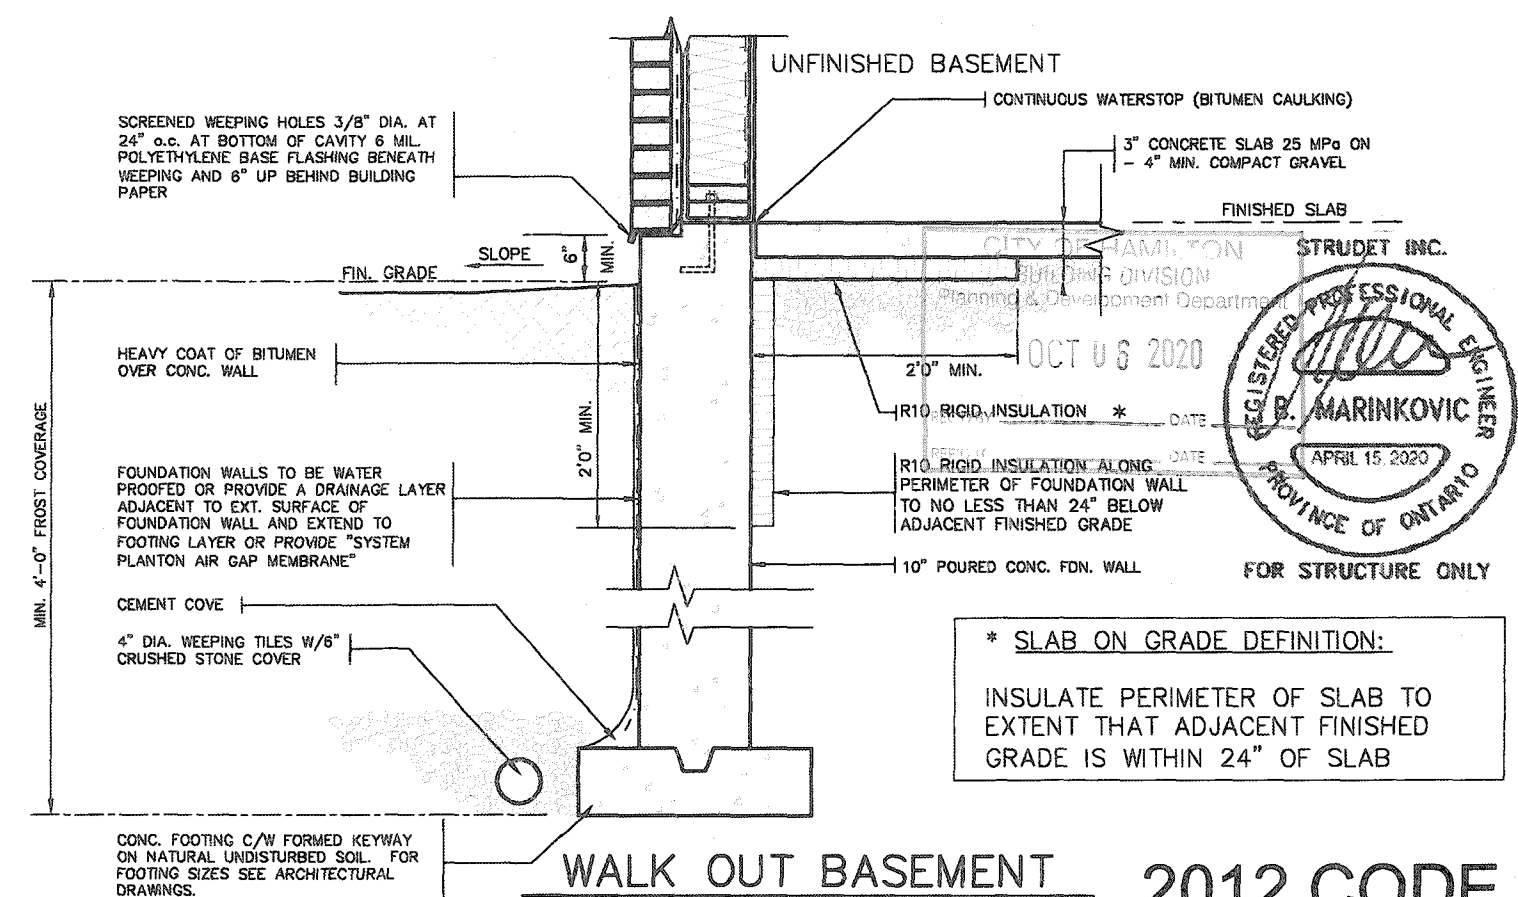 UNFINISHED BASEMENT
CONTINUOUS WATERSTOP (BITUMEN CAULKING)
SCREENED WEEPING HOLES 3/8" DIA. AT
24" o.c. AT BOTTOM OF CAVITY 6 MIL.
POLYETHYLENE BASE FLASHING BENEATH
WEEPING AND 6" UP BEHIND BUILDING
PAPER
3" CONCRETE SLAB 25 MPa ON
- 4" MIN. COMPACT GRAVEL
FINISHED SLAB
SLOPE
6"
MIN.
FIN. GRADE
CITY OF HAMILTON
BUILDING DIVISION
Planning & Development Department
OCT 06 2020
DATE
DATE
STRUDET INC.
REGISTERED PROFESSIONAL ENGINEER
B. MARINKOVIC
APRIL 15, 2020
PROVINCE OF ONTARIO
FOR STRUCTURE ONLY
HEAVY COAT OF BITUMEN
OVER CONC. WALL
2'0" MIN.
2'0" MIN.
R10 RIGID INSULATION *
R10 RIGID INSULATION ALONG
PERIMETER OF FOUNDATION WALL
TO NO LESS THAN 24" BELOW
ADJACENT FINISHED GRADE
MIN. 4'-0" FROST COVERAGE
FOUNDATION WALLS TO BE WATER
PROOFED OR PROVIDE A DRAINAGE LAYER
ADJACENT TO EXT. SURFACE OF
FOUNDATION WALL AND EXTEND TO
FOOTING LAYER OR PROVIDE "SYSTEM
PLANTON AIR GAP MEMBRANE"
10" POURED CONC. FDN. WALL
CEMENT COVE
4" DIA. WEEPING TILES W/6"
CRUSHED STONE COVER
* SLAB ON GRADE DEFINITION:
INSULATE PERIMETER OF SLAB TO
EXTENT THAT ADJACENT FINISHED
GRADE IS WITHIN 24" OF SLAB
CONC. FOOTING C/W FORMED KEYWAY
ON NATURAL UNDISTURBED SOIL. FOR
FOOTING SIZES SEE ARCHITECTURAL
DRAWINGS.
WALK OUT BASEMENT
2012 CODE